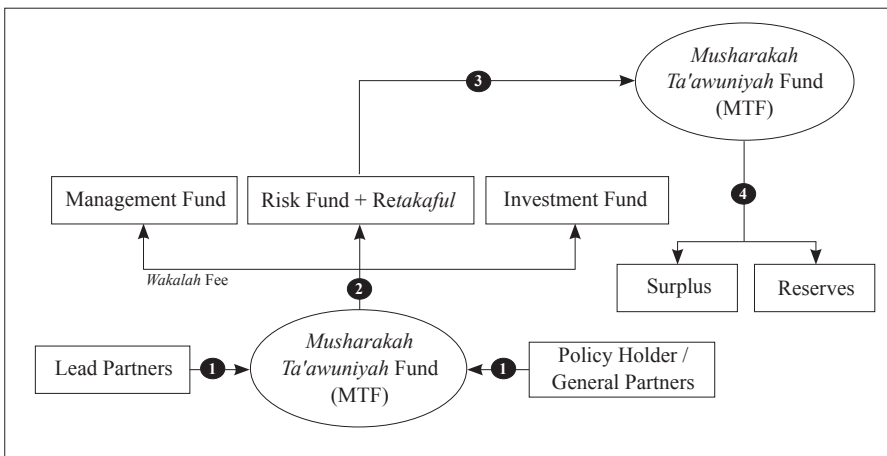 Musharakah
Ta'awuniyah Fund
(MTF)
3
Management Fund
Risk Fund + Retakaful
Investment Fund
4
Wakalah Fee
2
Surplus
Reserves
Lead Partners
1
Musharakah
Ta'awuniyah Fund
(MTF)
1
Policy Holder /
General Partners